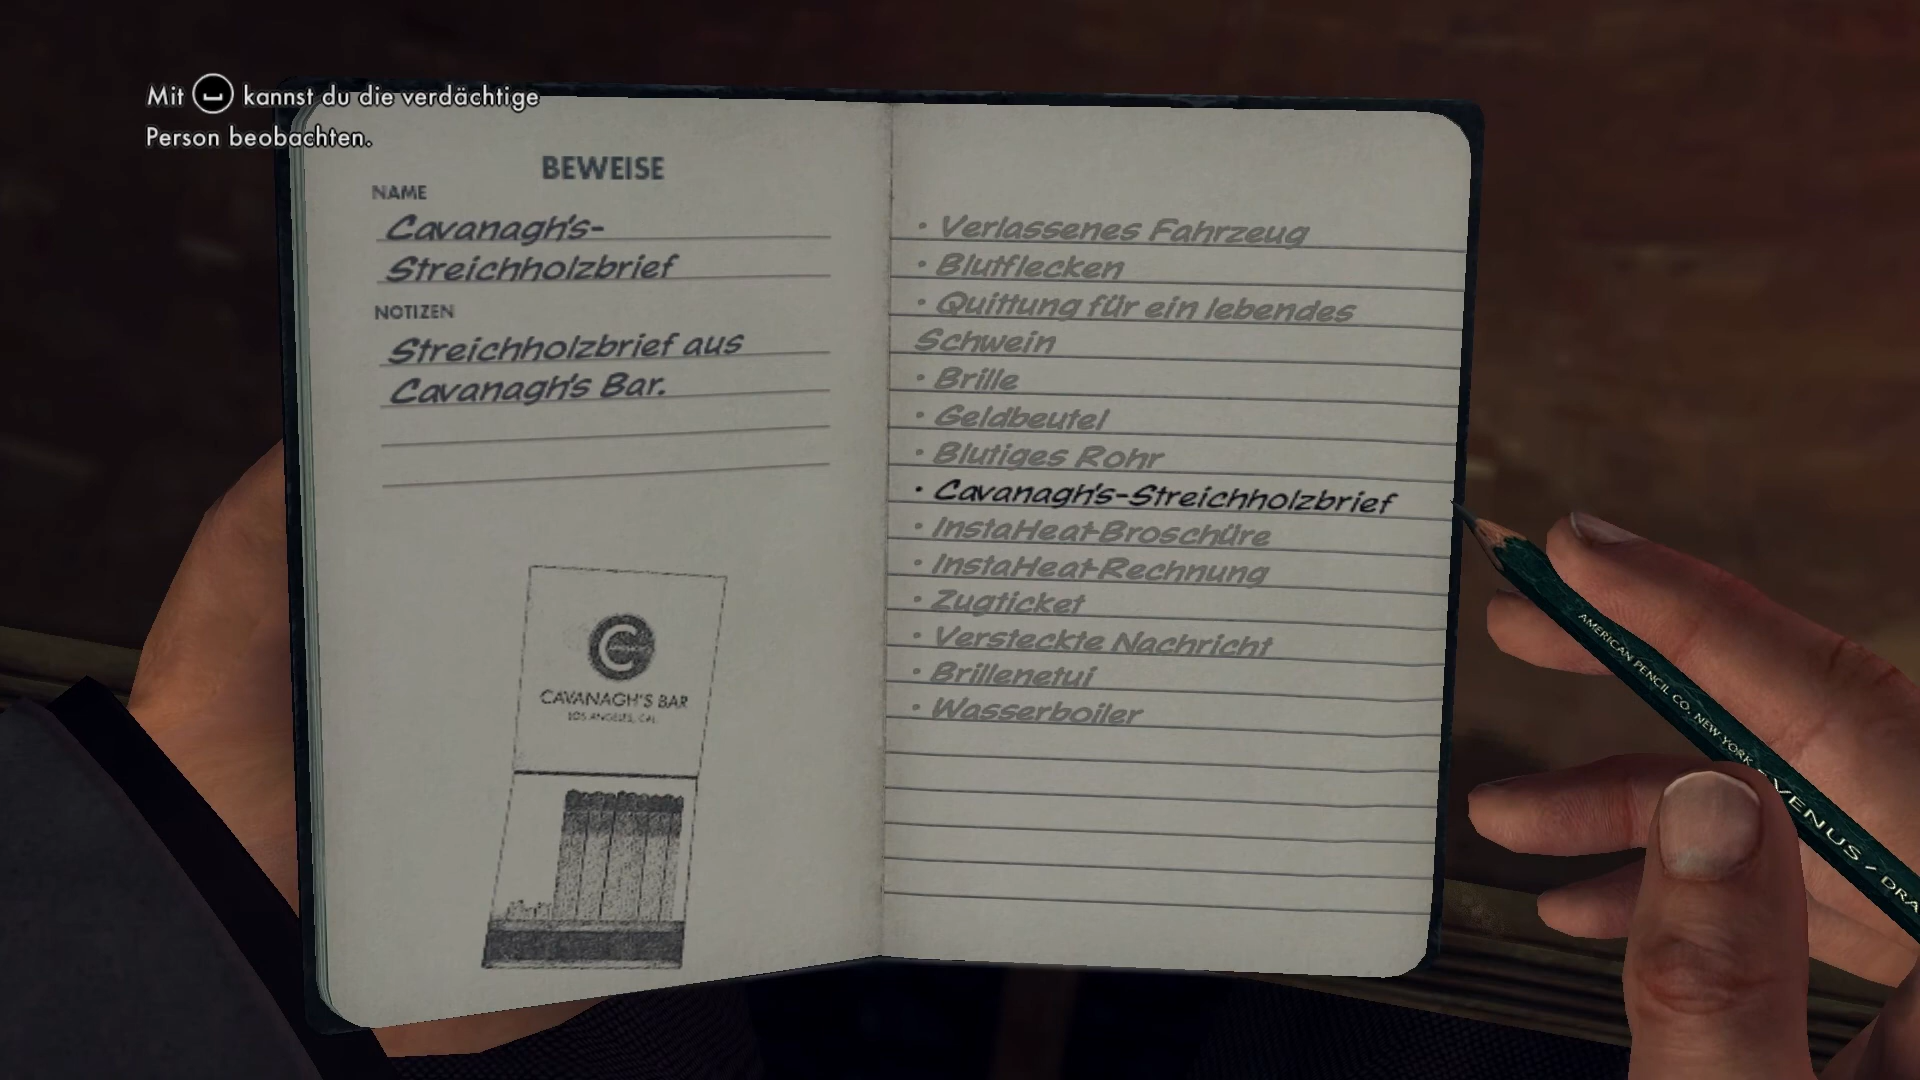 Mit kannst du die verdächtige
Person beobachten.
BEWEISE
NAME
Cavanagh's-
Streichholzbrief
NOTIZEN
Streichholzbrief aus
Cavanagh's Bar.
C
CAVANAGH'S BAR
LOS ANGELES, CAL.
• Verlassenes Fahrzeug
• Blutflecken
• Quittung für ein lebendes
Schwein
• Brille
• Geldbeutel
• Blutiges Rohr
• Cavanagh's-Streichholzbrief
• InstaHeat-Broschüre
• InstaHeat-Rechnung
• Zugticket
• Versteckte Nachricht
• Brillenetui
• Wasserboiler
AMERICAN PENCIL CO. NEW YORK VENUS / DRA